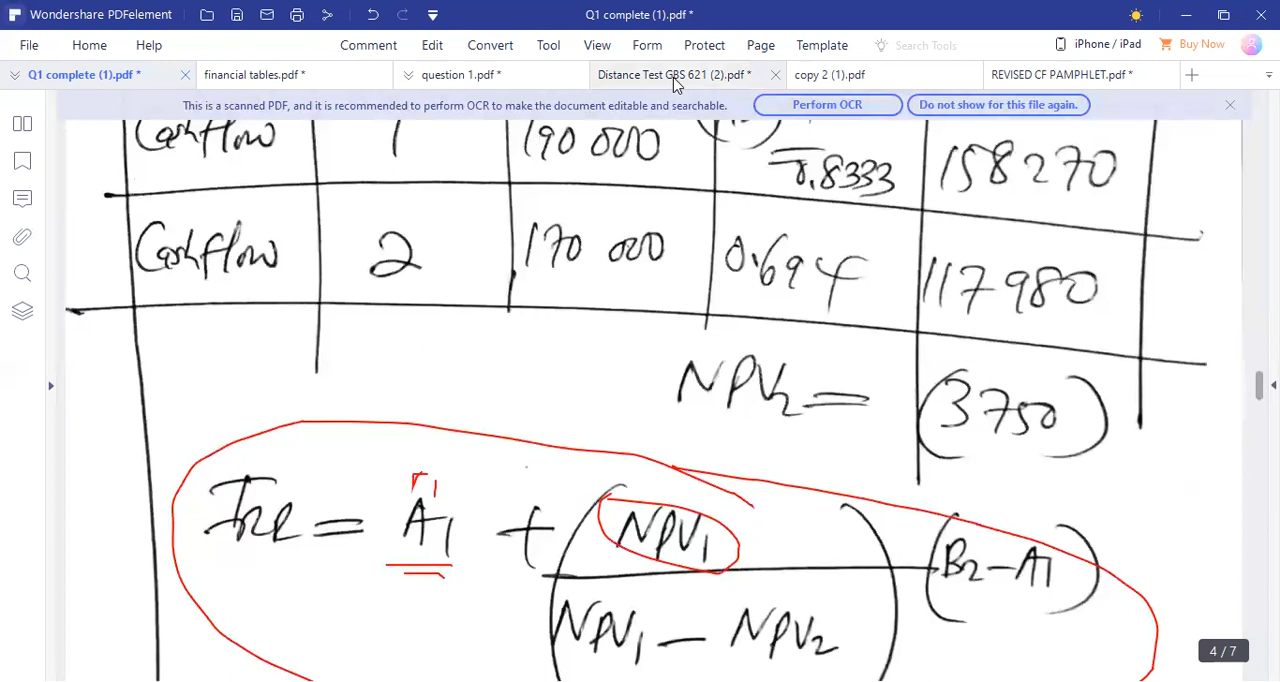 Wondershare PDFelement
Q1 complete (1).pdf *
File Home Help Comment Edit Convert Tool View Form Protect Page Template Search Tools iPhone / iPad Buy Now
Q1 complete (1).pdf * financial tables.pdf * question 1.pdf * Distance Test GBS 621 (2).pdf * copy 2 (1).pdf REVISED CF PAMPHLET.pdf *
This is a scanned PDF, and it is recommended to perform OCR to make the document editable and searchable. Perform OCR Do not show for this file again.
Cashflow 1 190 000 0.8333 158270
Cashflow 2 170 000 0.694 117980
NPV2 = (3750)
r1
IRR = A1 + (NPV1 (B2 - A1)
NPV1 - NPV2)
4 / 7